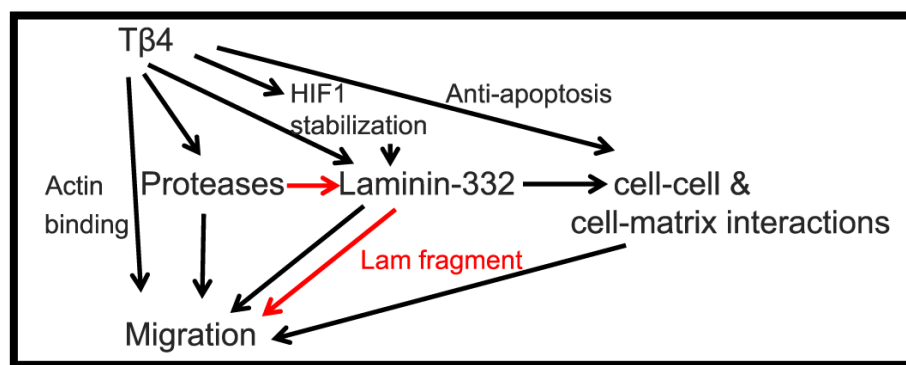 Tβ4
HIF1
stabilization
Anti-apoptosis
Actin
binding
Proteases
Laminin-332
cell-cell &
cell-matrix interactions
Lam fragment
Migration